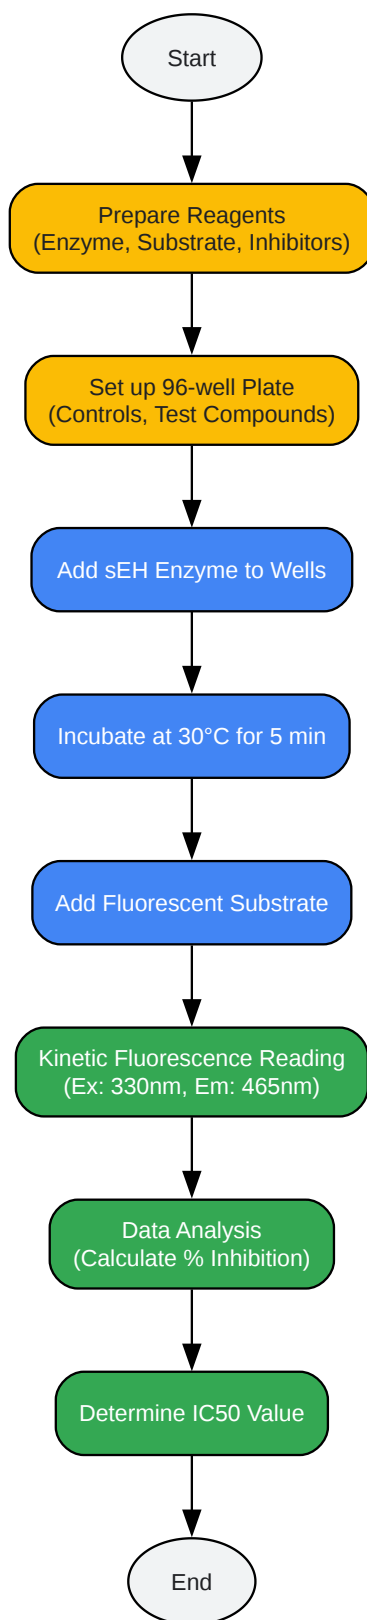 Start
Prepare Reagents
(Enzyme, Substrate, Inhibitors)
Set up 96-well Plate
(Controls, Test Compounds)
Add sEH Enzyme to Wells
Incubate at 30°C for 5 min
Add Fluorescent Substrate
Kinetic Fluorescence Reading
(Ex: 330nm, Em: 465nm)
Data Analysis
(Calculate % Inhibition)
Determine IC50 Value
End